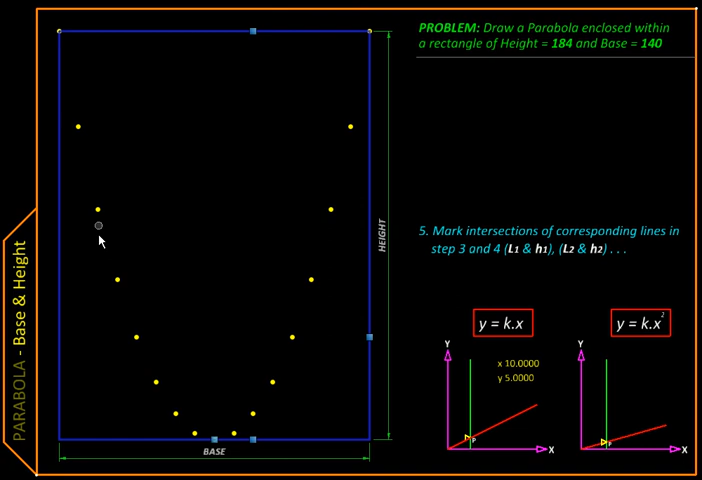 PROBLEM: Draw a Parabola enclosed within
a rectangle of Height = 184 and Base = 140
HEIGHT
5. Mark intersections of corresponding lines in
step 3 and 4 (L1 & h1), (L2 & h2) . . .
PARABOLA - Base & Height
y = k.x
y = k.x²
Y
Y
x 10.0000
y 5.0000
P
P
X
X
BASE